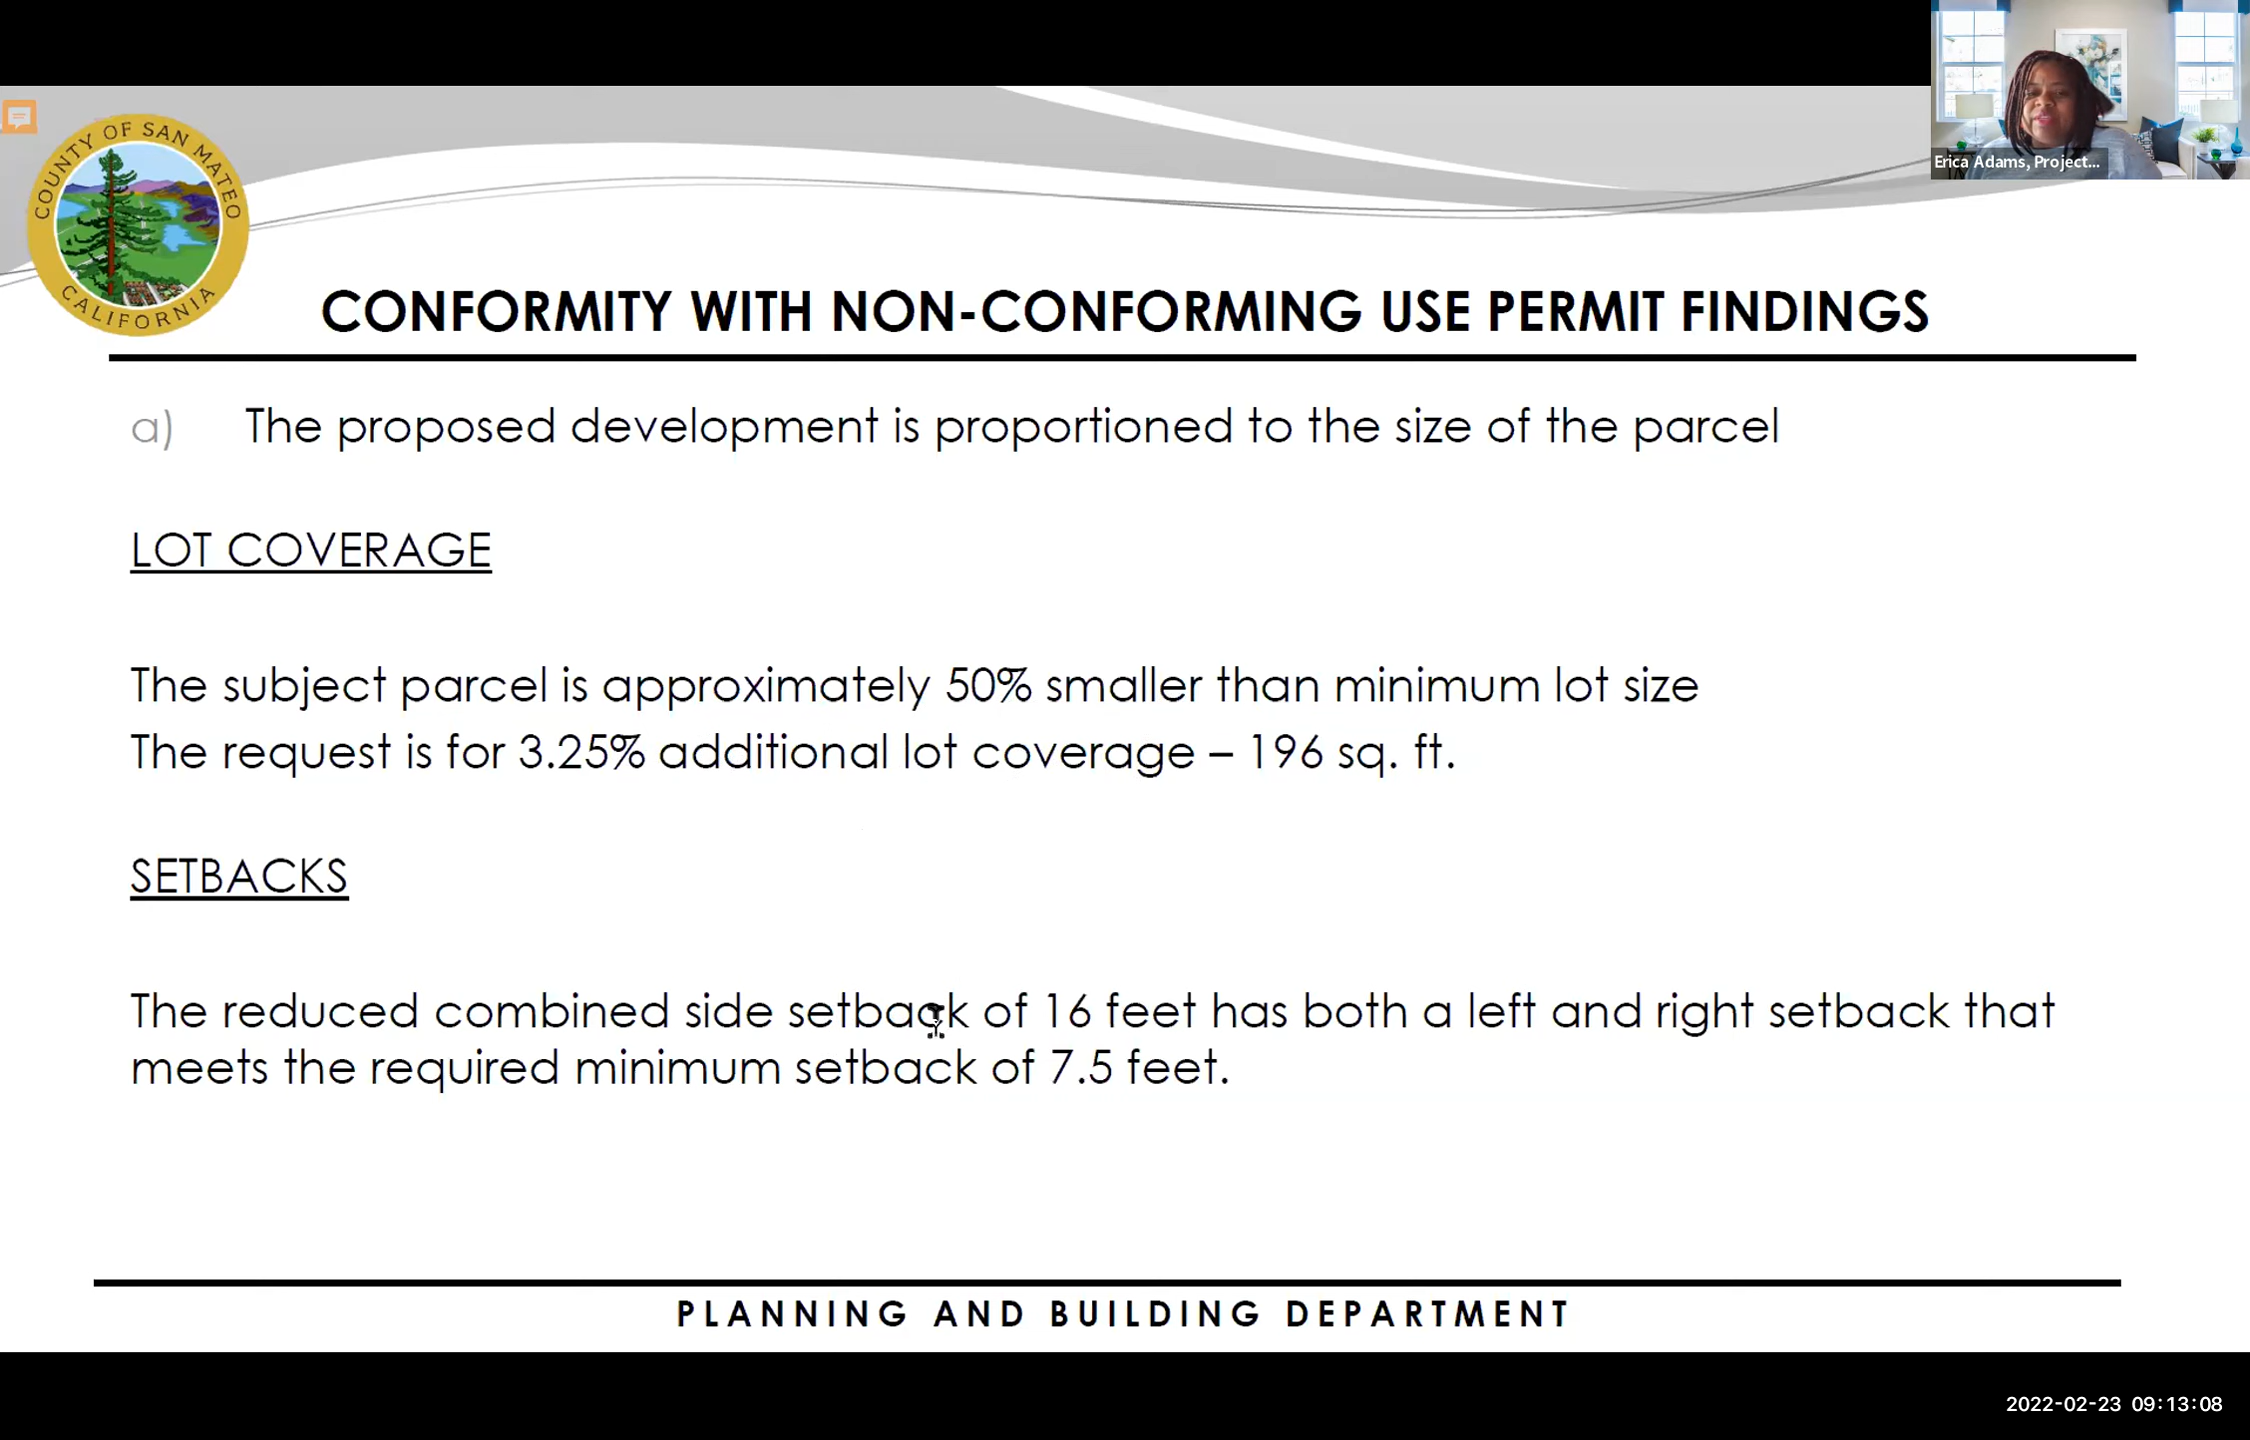 Erica Adams, Project...
COUNTY OF SAN MATEO
CALIFORNIA
CONFORMITY WITH NON-CONFORMING USE PERMIT FINDINGS
a) The proposed development is proportioned to the size of the parcel
LOT COVERAGE
The subject parcel is approximately 50% smaller than minimum lot size
The request is for 3.25% additional lot coverage – 196 sq. ft.
SETBACKS
The reduced combined side setback of 16 feet has both a left and right setback that
meets the required minimum setback of 7.5 feet.
PLANNING AND BUILDING DEPARTMENT
2022-02-23 09:13:08